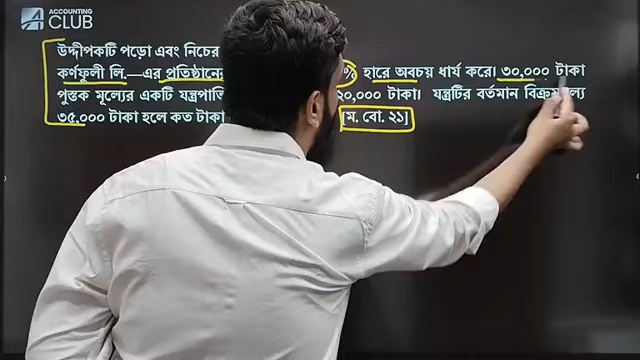 ACCOUNTING
CLUB
উদ্দীপকটি পড়ো এবং নিচের
কর্ণফুলী লি.—এর প্রতিষ্ঠানের % হারে অবচয় ধার্য করে। ৩০,০০০ টাকা
পুস্তক মূল্যের একটি যন্ত্রপাতি ২০,০০০ টাকা। যন্ত্রটির বর্তমান বিক্রয়মূল্য
৩৫,০০০ টাকা হলে কত টাকা [ম. বো. ২১]